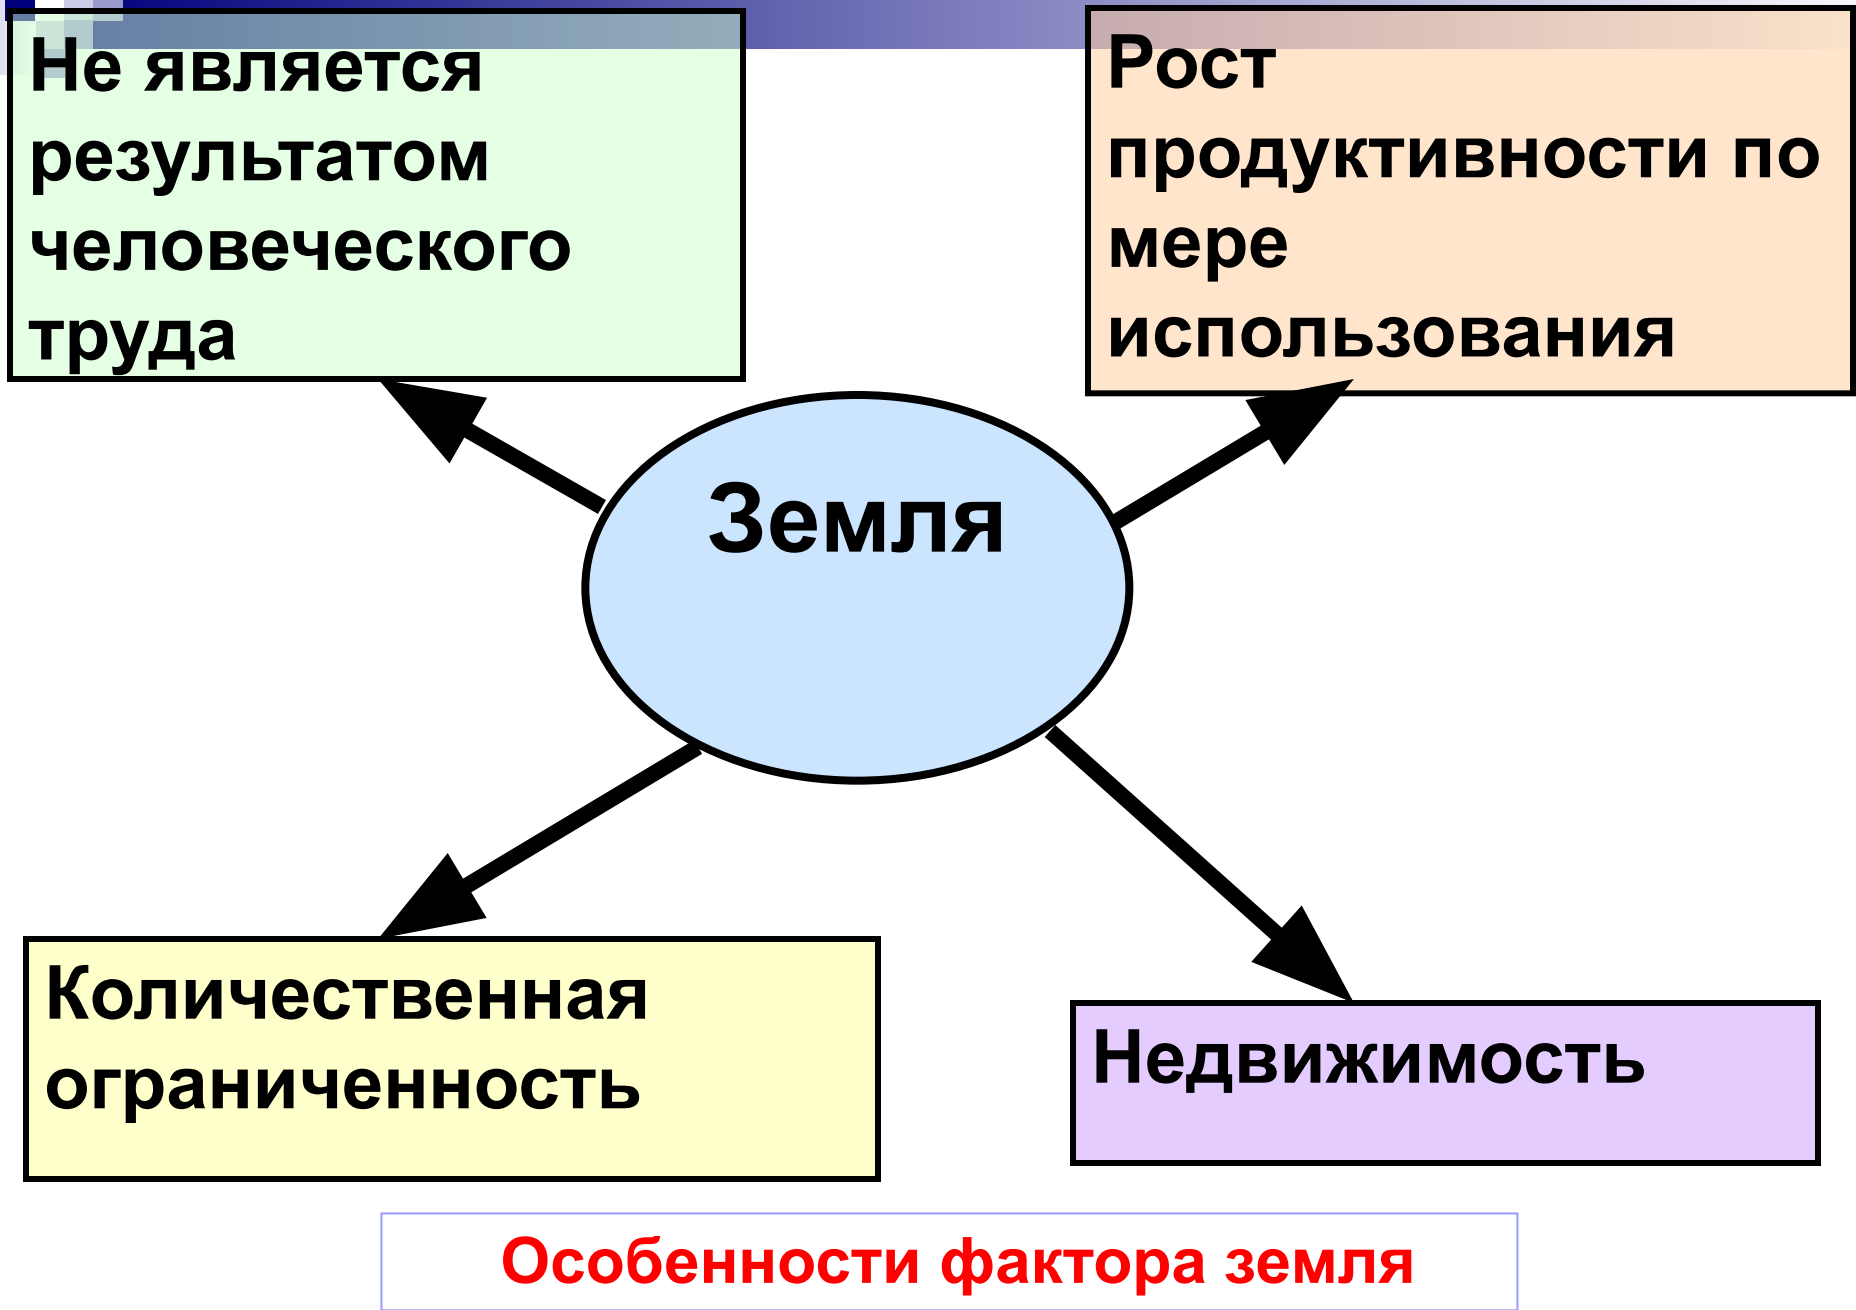 Не является
результатом
человеческого
труда
Рост
продуктивности по
мере
использования
Земля
Количественная
ограниченность
Недвижимость
Особенности фактора земля